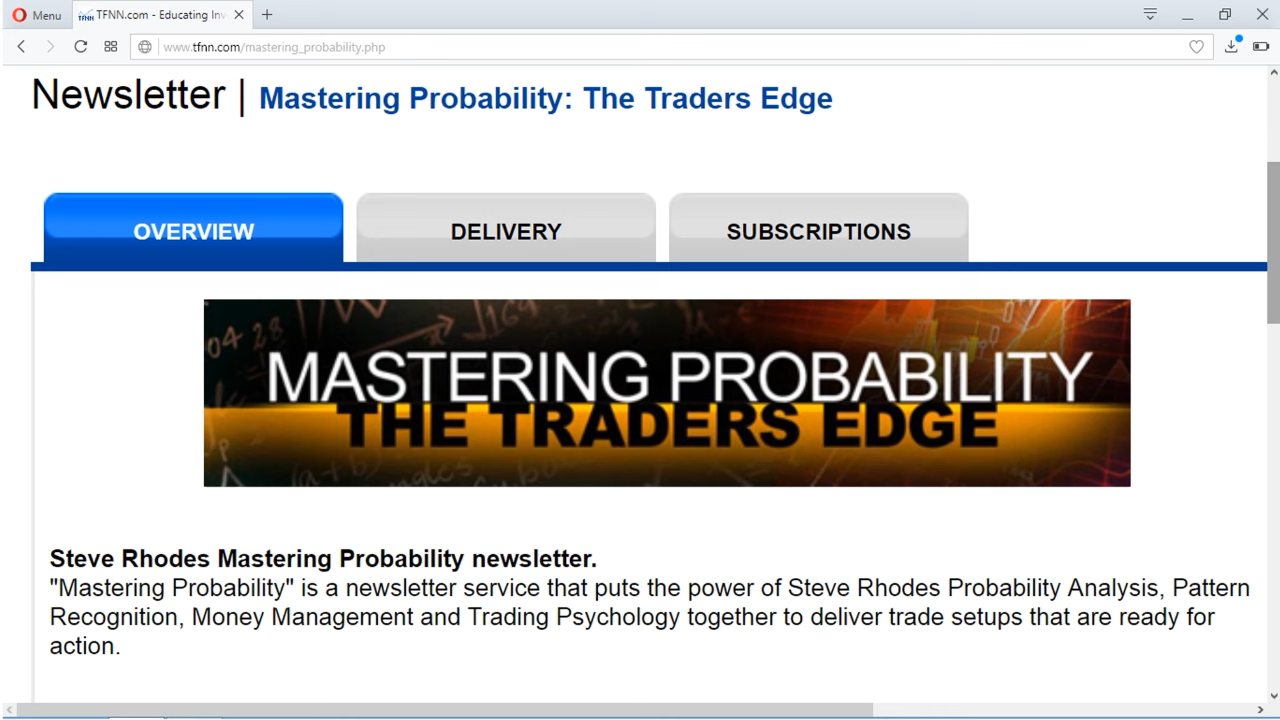 Menu
TFNN.com - Educating Inv
www.tfnn.com/mastering_probability.php
Newsletter | Mastering Probability: The Traders Edge
OVERVIEW DELIVERY SUBSCRIPTIONS
MASTERING PROBABILITY
THE TRADERS EDGE
Steve Rhodes Mastering Probability newsletter.
"Mastering Probability" is a newsletter service that puts the power of Steve Rhodes Probability Analysis, Pattern
Recognition, Money Management and Trading Psychology together to deliver trade setups that are ready for
action.